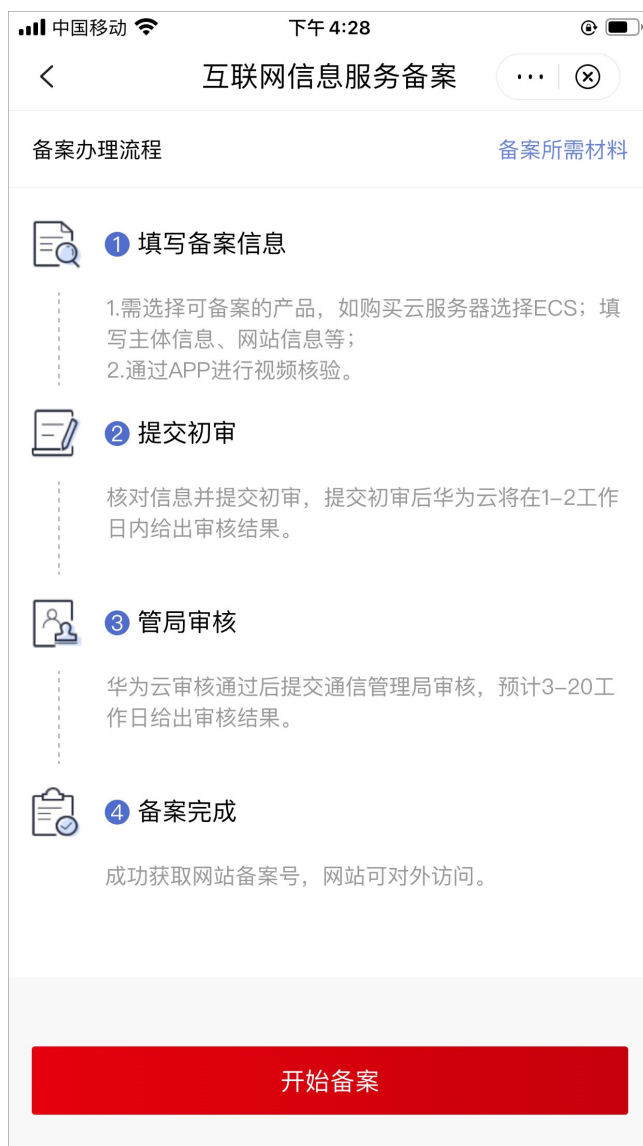 中国移动 下午 4:28
互联网信息服务备案
备案办理流程 备案所需材料
1 填写备案信息
1.需选择可备案的产品，如购买云服务器选择ECS；填
写主体信息、网站信息等；
2.通过APP进行视频核验。
2 提交初审
核对信息并提交初审，提交初审后华为云将在1-2工作
日内给出审核结果。
3 管局审核
华为云审核通过后提交通信管理局审核，预计3-20工
作日给出审核结果。
4 备案完成
成功获取网站备案号，网站可对外访问。
开始备案